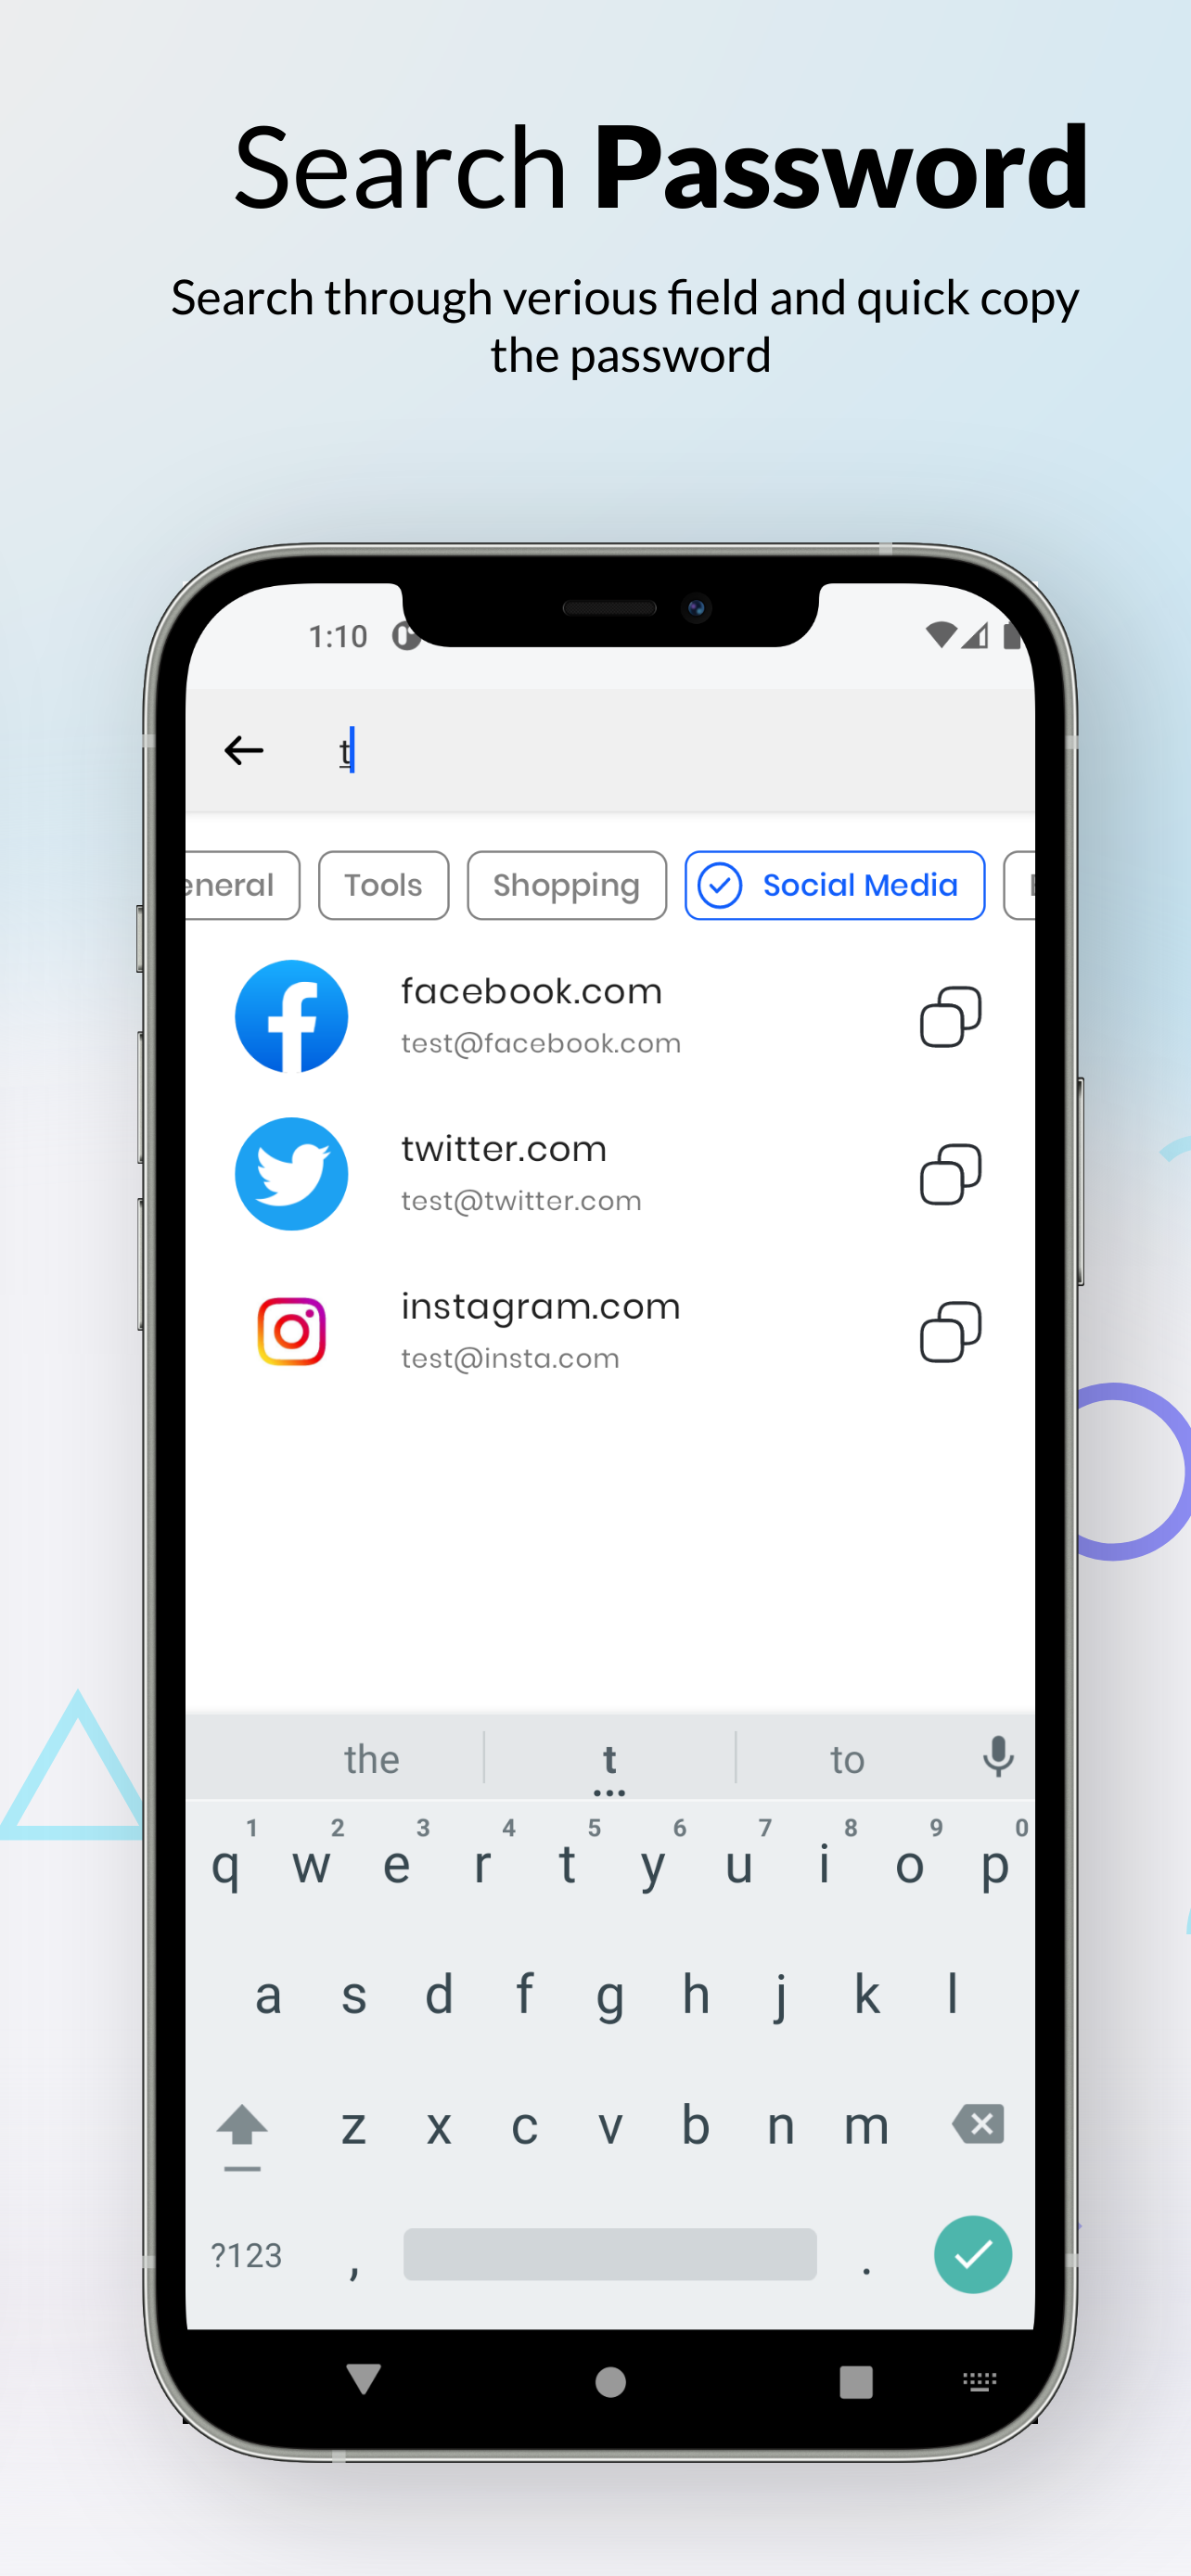 Search Password
Search through verious field and quick copy
the password
1:10
t
eneral Tools Shopping Social Media
facebook.com
test@facebook.com
twitter.com
test@twitter.com
instagram.com
test@insta.com
the t to
1 2 3 4 5 6 7 8 9 0
q w e r t y u i o p
a s d f g h j k l
z x c v b n m
?123 , .